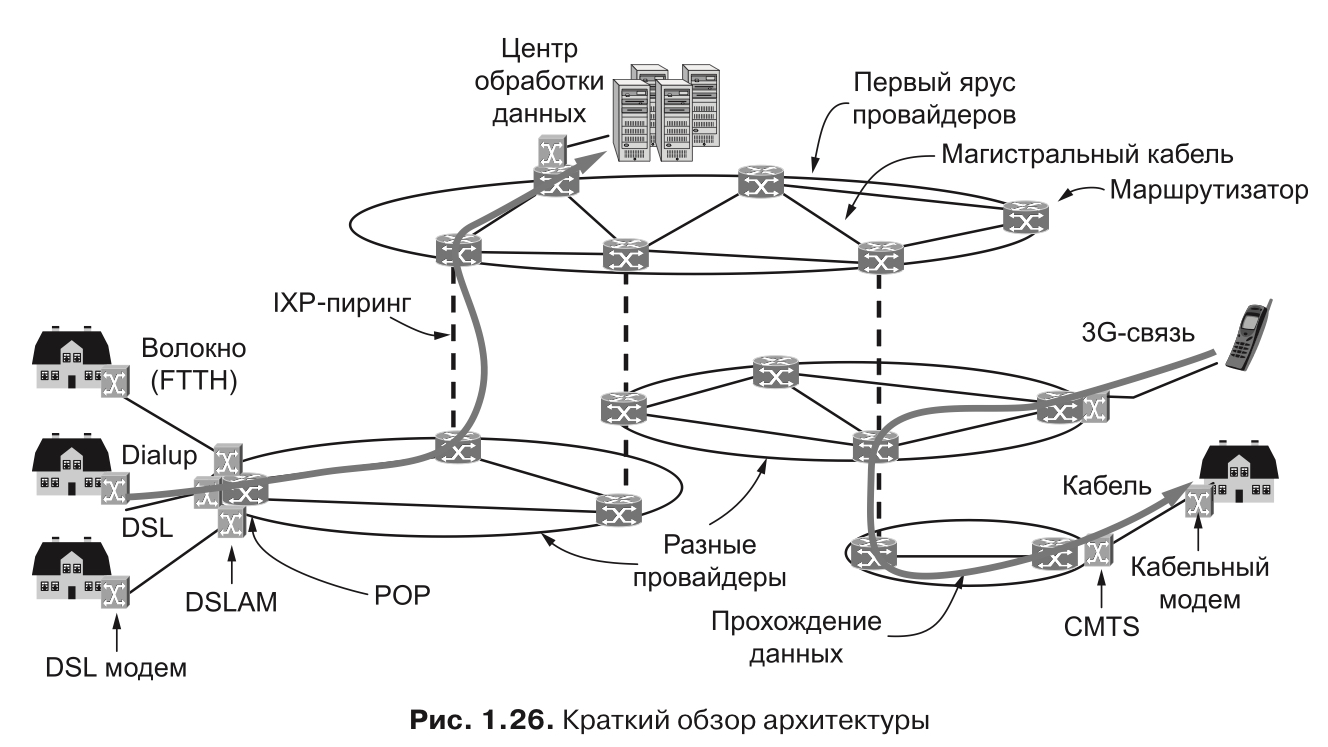 Центр
обработки
данных
Первый ярус
провайдеров
Магистральный кабель
Маршрутизатор
IXP-пиринг
3G-связь
Волокно
(FTTH)
Dialup
DSL
Кабель
Разные
провайдеры
POP
DSLAM
DSL модем
Кабельный
модем
CMTS
Прохождение
данных
Рис. 1.26. Краткий обзор архитектуры